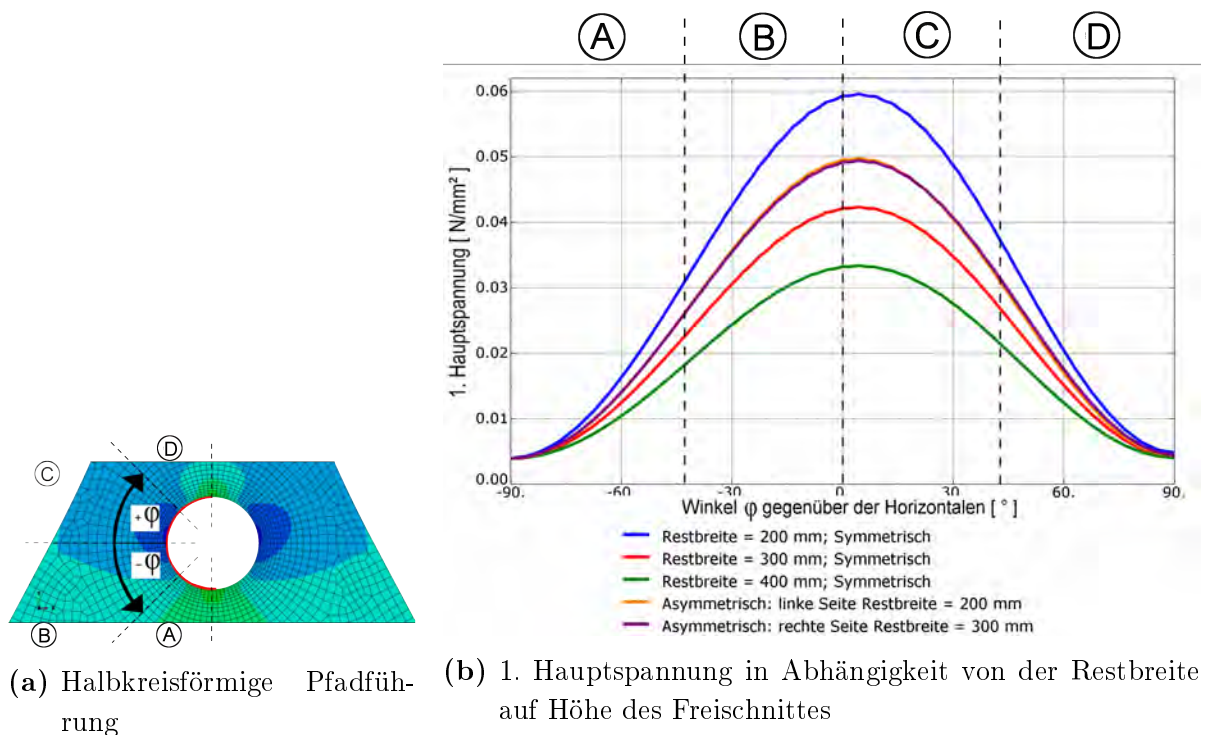 A B C D
0.06
0.05
0.04
0.03
0.02
0.01
0.00
1. Hauptspannung [ N/mm² ]
-90. -60 -30 0. 30. 60. 90.
Winkel φ gegenüber der Horizontalen [ ° ]
Restbreite = 200 mm; Symmetrisch
Restbreite = 300 mm; Symmetrisch
Restbreite = 400 mm; Symmetrisch
Asymmetrisch: linke Seite Restbreite = 200 mm
Asymmetrisch: rechte Seite Restbreite = 300 mm
D
C
+φ
-φ
B
A
(a) Halbkreisförmige Pfadfüh-
rung
(b) 1. Hauptspannung in Abhängigkeit von der Restbreite
auf Höhe des Freischnittes